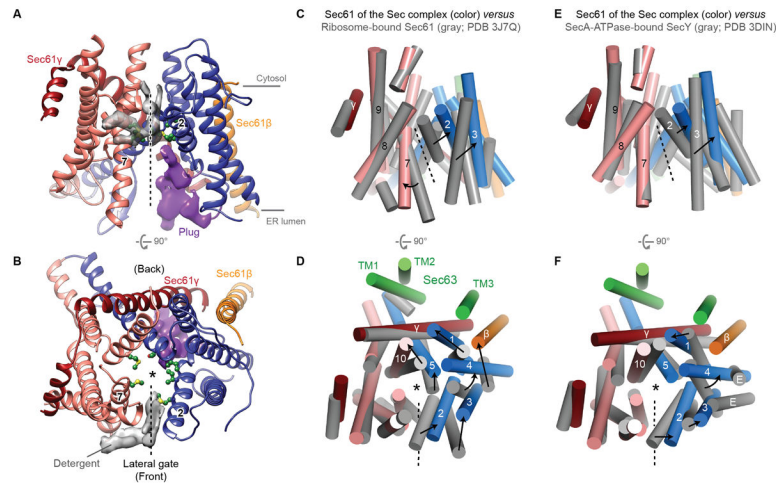 A
Sec61γ
Cytosol
2
Sec61β
7
ER lumen
Plug
90°
B
(Back)
Sec61γ
Sec61β
*
7
2
Detergent
Lateral gate
(Front)
C
Sec61 of the Sec complex (color) versus
Ribosome-bound Sec61 (gray; PDB 3J7Q)
γ
9
2
3
8
7
90°
D
TM1
TM2
Sec63
TM3
γ
1
β
10
5
4
*
2
3
E
Sec61 of the Sec complex (color) versus
SecA-ATPase-bound SecY (gray; PDB 3DIN)
γ
9
2
3
8
7
90°
F
γ
1
β
10
5
4
E
*
2
3
E